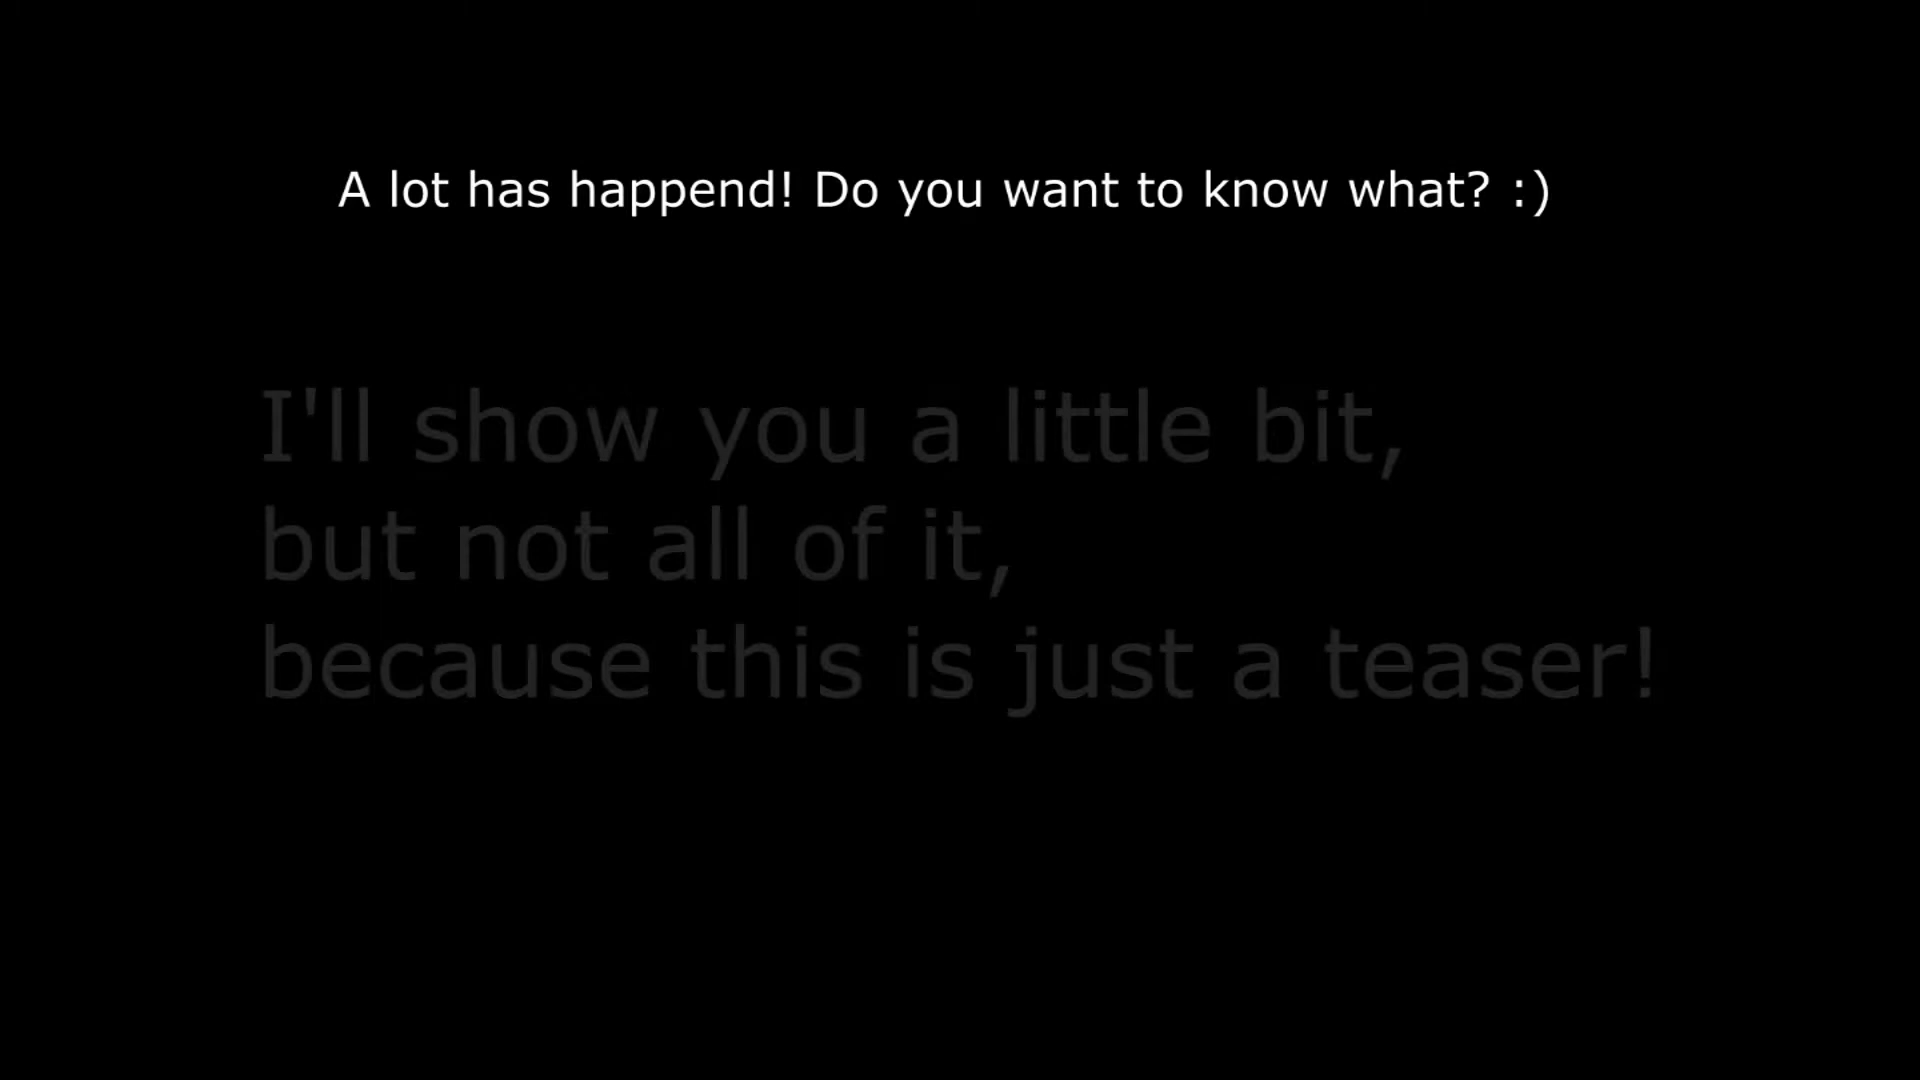 A lot has happend! Do you want to know what? :)
I'll show you a little bit,
but not all of it,
because this is just a teaser!